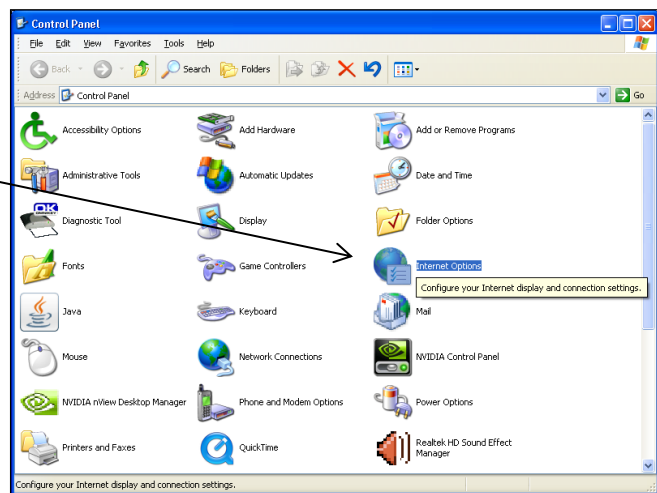 Control Panel
File Edit View Favorites Tools Help
Back Search Folders
Address Control Panel Go
Accessibility Options Add Hardware Add or Remove Programs
Administrative Tools Automatic Updates Date and Time
OK
Diagnostic Tool Display Folder Options
Fonts Game Controllers Internet Options
Configure your Internet display and connection settings.
Java Keyboard Mail
Mouse Network Connections NVIDIA Control Panel
NVIDIA nView Desktop Manager Phone and Modem Options Power Options
Printers and Faxes QuickTime Realtek HD Sound Effect
Manager
Configure your Internet display and connection settings.